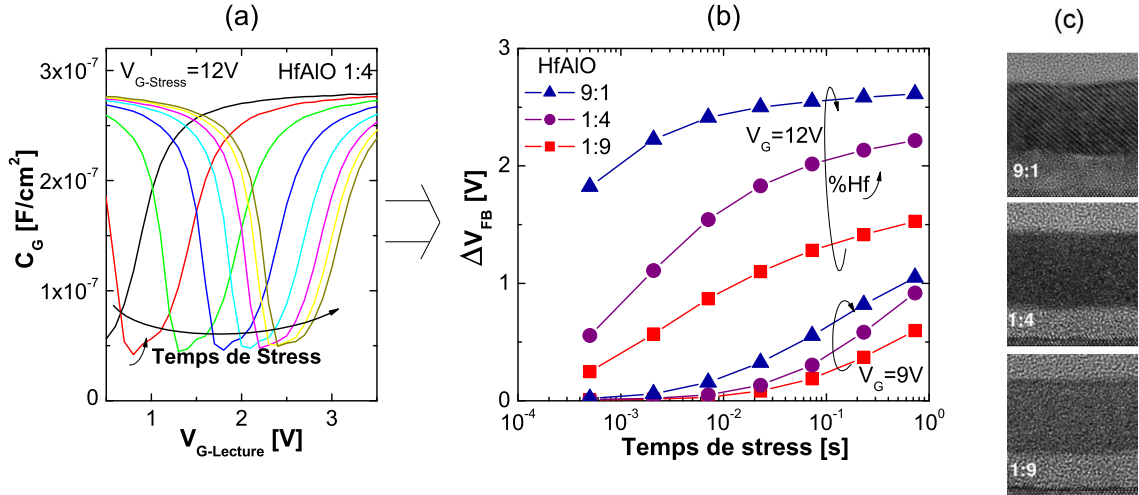 (a)
(b)
(c)
V_G-Stress=12V HfAlO 1:4
3x10^-7
2x10^-7
1x10^-7
0
C_G [F/cm^2]
Temps de Stress
1 2 3
V_G-Lecture [V]
HfAlO
9:1
1:4
1:9
V_G=12V
%Hf
V_G=9V
3
2
1
0
ΔV_FB [V]
10^-4 10^-3 10^-2 10^-1 10^0
Temps de stress [s]
9:1
1:4
1:9